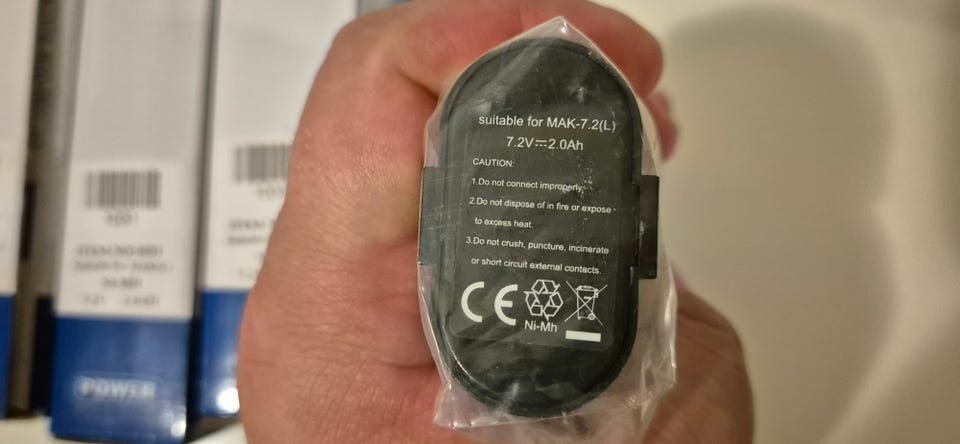 suitable for MAK-7.2(L)
7.2V⎓2.0Ah
CAUTION:
1.Do not connect improperly.
2.Do not dispose of in fire or expose
to excess heat.
3.Do not crush, puncture, incinerate
or short circuit external contacts.
CE
Ni-Mh
POWER